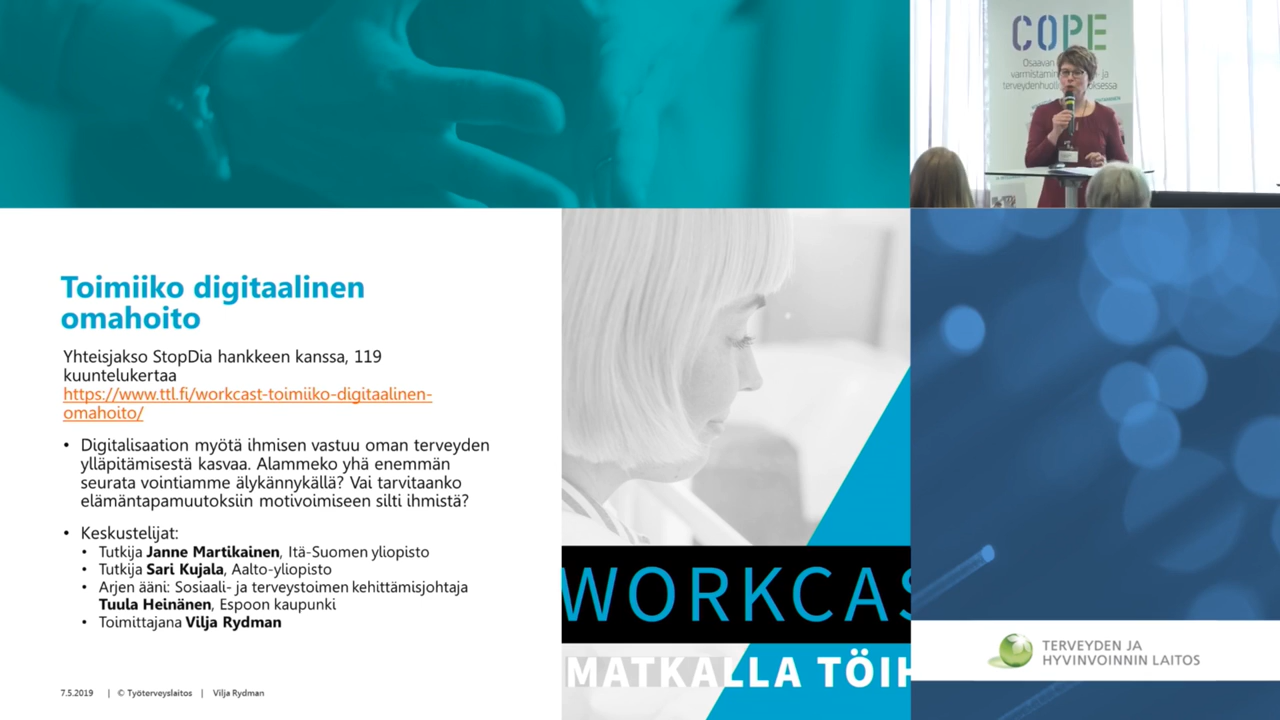 COPE
Osaavan
varmistaminen
ja
Toimiiko digitaalinen
omahoito
Yhteisjakso StopDia hankkeen kanssa, 119
kuuntelukertaa
https://www.ttl.fi/workcast-toimiiko-digitaalinen-
omahoito/
• Digitalisaation myötä ihmisen vastuu oman terveyden
ylläpitämisestä kasvaa. Alammeko yhä enemmän
seurata vointiamme älykännykällä? Vai tarvitaanko
elämäntapamuutoksiin motivoimiseen silti ihmistä?
• Keskustelijat:
• Tutkija Janne Martikainen, Itä-Suomen yliopisto
• Tutkija Sari Kujala, Aalto-yliopisto
• Arjen ääni: Sosiaali- ja terveystoimen kehittämisjohtaja
Tuula Heinänen, Espoon kaupunki
• Toimittajana Vilja Rydman
7.5.2019 | © Työterveyslaitos | Vilja Rydman
WORKCAS
MATKALLA TÖIH
TERVEYDEN JA
HYVINVOINNIN LAITOS